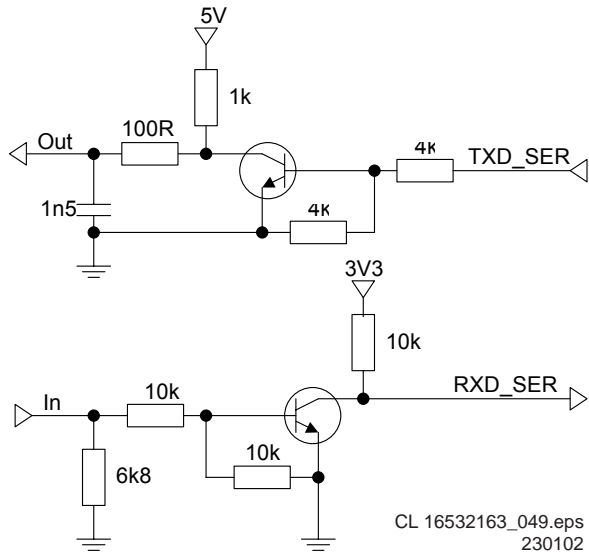 5V
1k
100R
Out
4k
TXD_SER
1n5
4k
3V3
10k
In
10k
RXD_SER
10k
6k8
CL 16532163_049.eps
230102